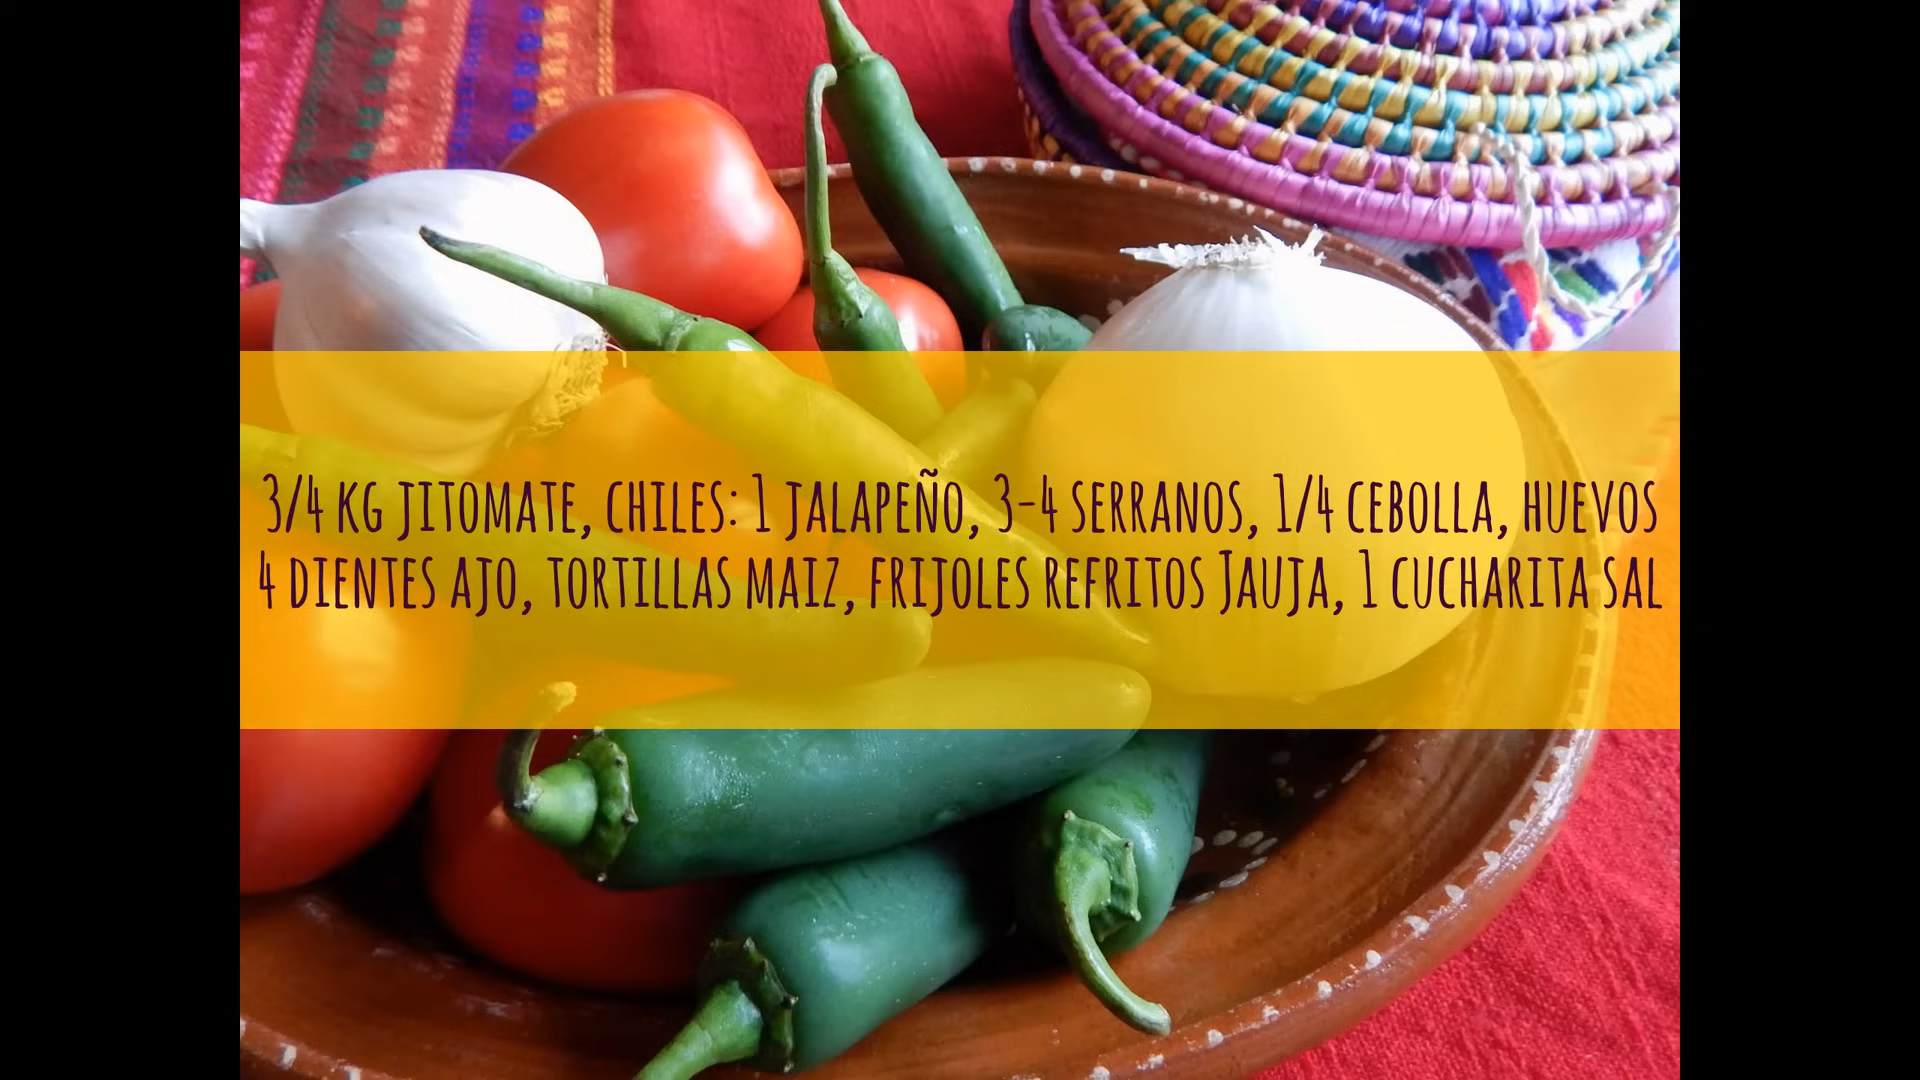 3/4 kg jitomate, chiles: 1 jalapeño, 3-4 serranos, 1/4 cebolla, huevos
4 dientes ajo, tortillas maiz, frijoles refritos Jauja, 1 cucharita sal